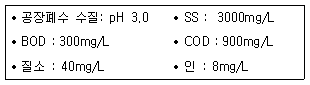 • 공장폐수 수질: pH 3.0 • SS : 3000mg/L
• BOD : 300mg/L • COD : 900mg/L
• 질소 : 40mg/L • 인 : 8mg/L